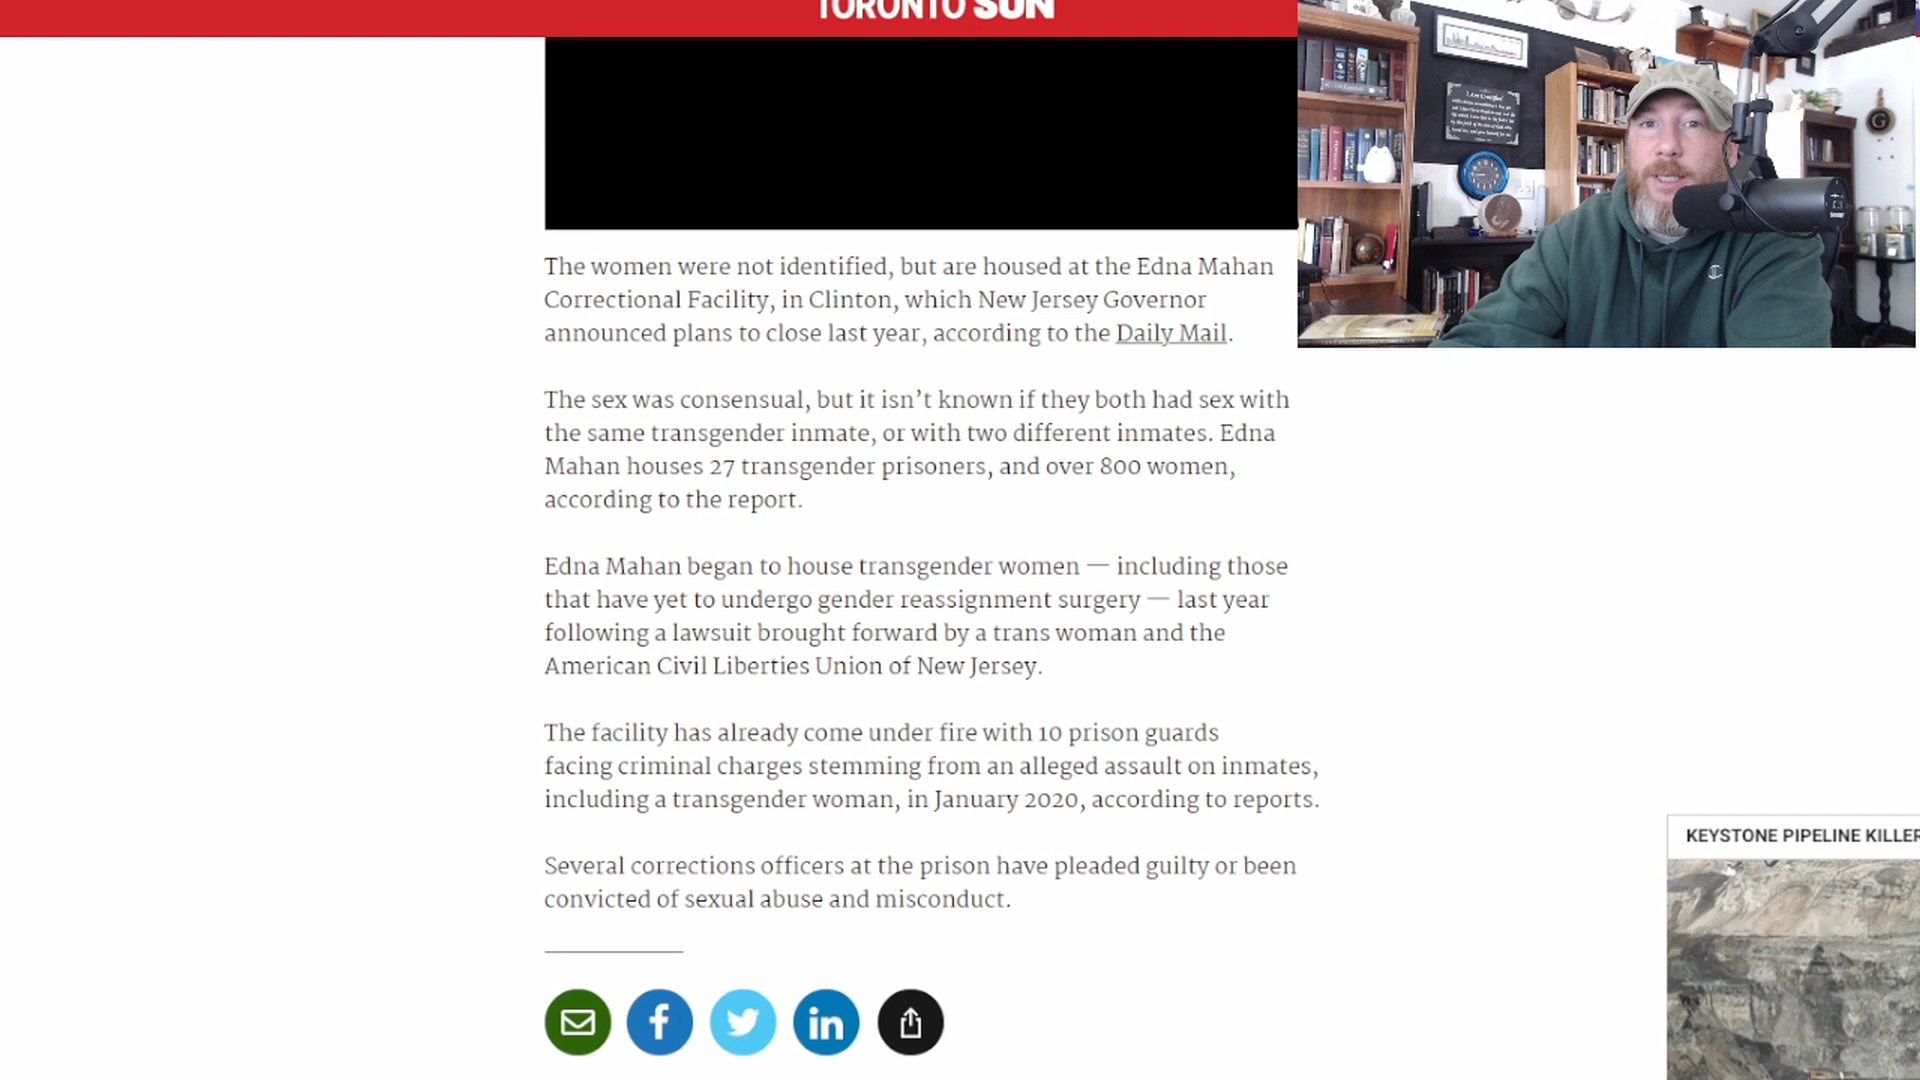 TORONTO SUN
The women were not identified, but are housed at the Edna Mahan
Correctional Facility, in Clinton, which New Jersey Governor
announced plans to close last year, according to the Daily Mail.
The sex was consensual, but it isn’t known if they both had sex with
the same transgender inmate, or with two different inmates. Edna
Mahan houses 27 transgender prisoners, and over 800 women,
according to the report.
Edna Mahan began to house transgender women — including those
that have yet to undergo gender reassignment surgery — last year
following a lawsuit brought forward by a trans woman and the
American Civil Liberties Union of New Jersey.
The facility has already come under fire with 10 prison guards
facing criminal charges stemming from an alleged assault on inmates,
including a transgender woman, in January 2020, according to reports.
Several corrections officers at the prison have pleaded guilty or been
convicted of sexual abuse and misconduct.
KEYSTONE PIPELINE KILLER